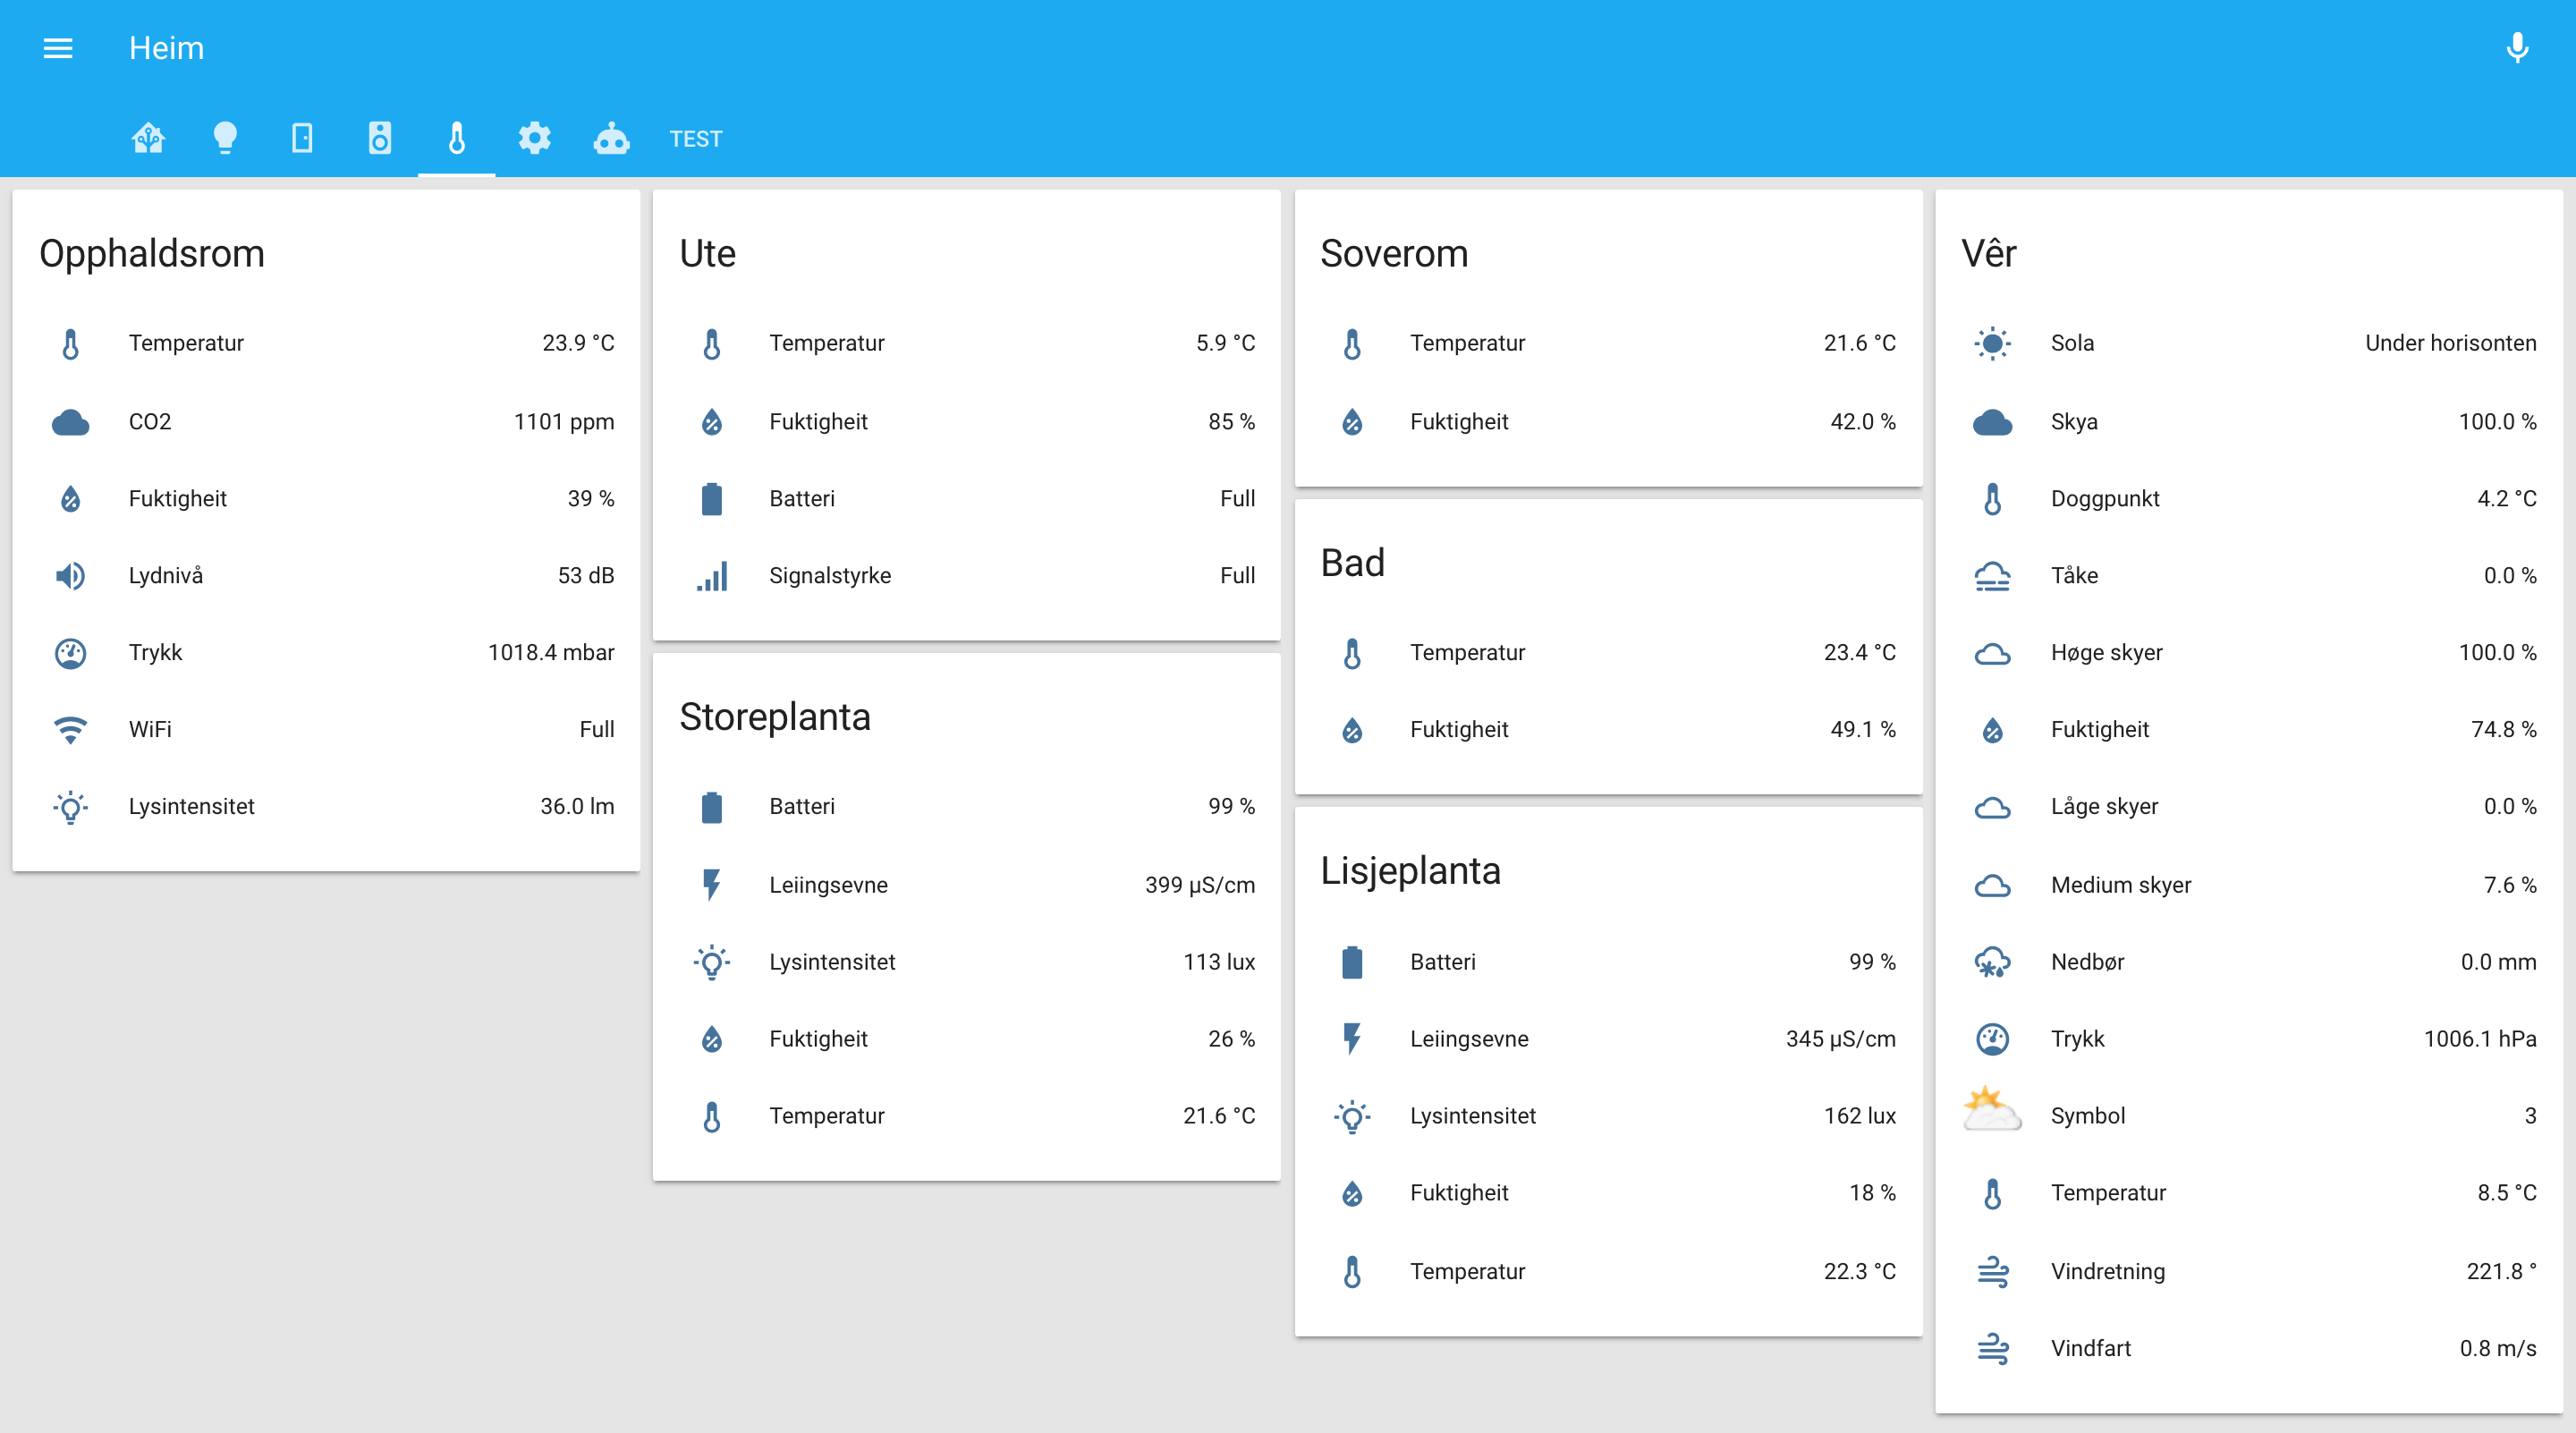 Heim
TEST
Opphaldsrom
Temperatur 23.9 °C
CO2 1101 ppm
Fuktigheit 39 %
Lydnivå 53 dB
Trykk 1018.4 mbar
WiFi Full
Lysintensitet 36.0 lm
Ute
Temperatur 5.9 °C
Fuktigheit 85 %
Batteri Full
Signalstyrke Full
Storeplanta
Batteri 99 %
Leiingsevne 399 µS/cm
Lysintensitet 113 lux
Fuktigheit 26 %
Temperatur 21.6 °C
Soverom
Temperatur 21.6 °C
Fuktigheit 42.0 %
Bad
Temperatur 23.4 °C
Fuktigheit 49.1 %
Lisjeplanta
Batteri 99 %
Leiingsevne 345 µS/cm
Lysintensitet 162 lux
Fuktigheit 18 %
Temperatur 22.3 °C
Vêr
Sola Under horisonten
Skya 100.0 %
Doggpunkt 4.2 °C
Tåke 0.0 %
Høge skyer 100.0 %
Fuktigheit 74.8 %
Låge skyer 0.0 %
Medium skyer 7.6 %
Nedbør 0.0 mm
Trykk 1006.1 hPa
Symbol 3
Temperatur 8.5 °C
Vindretning 221.8 °
Vindfart 0.8 m/s